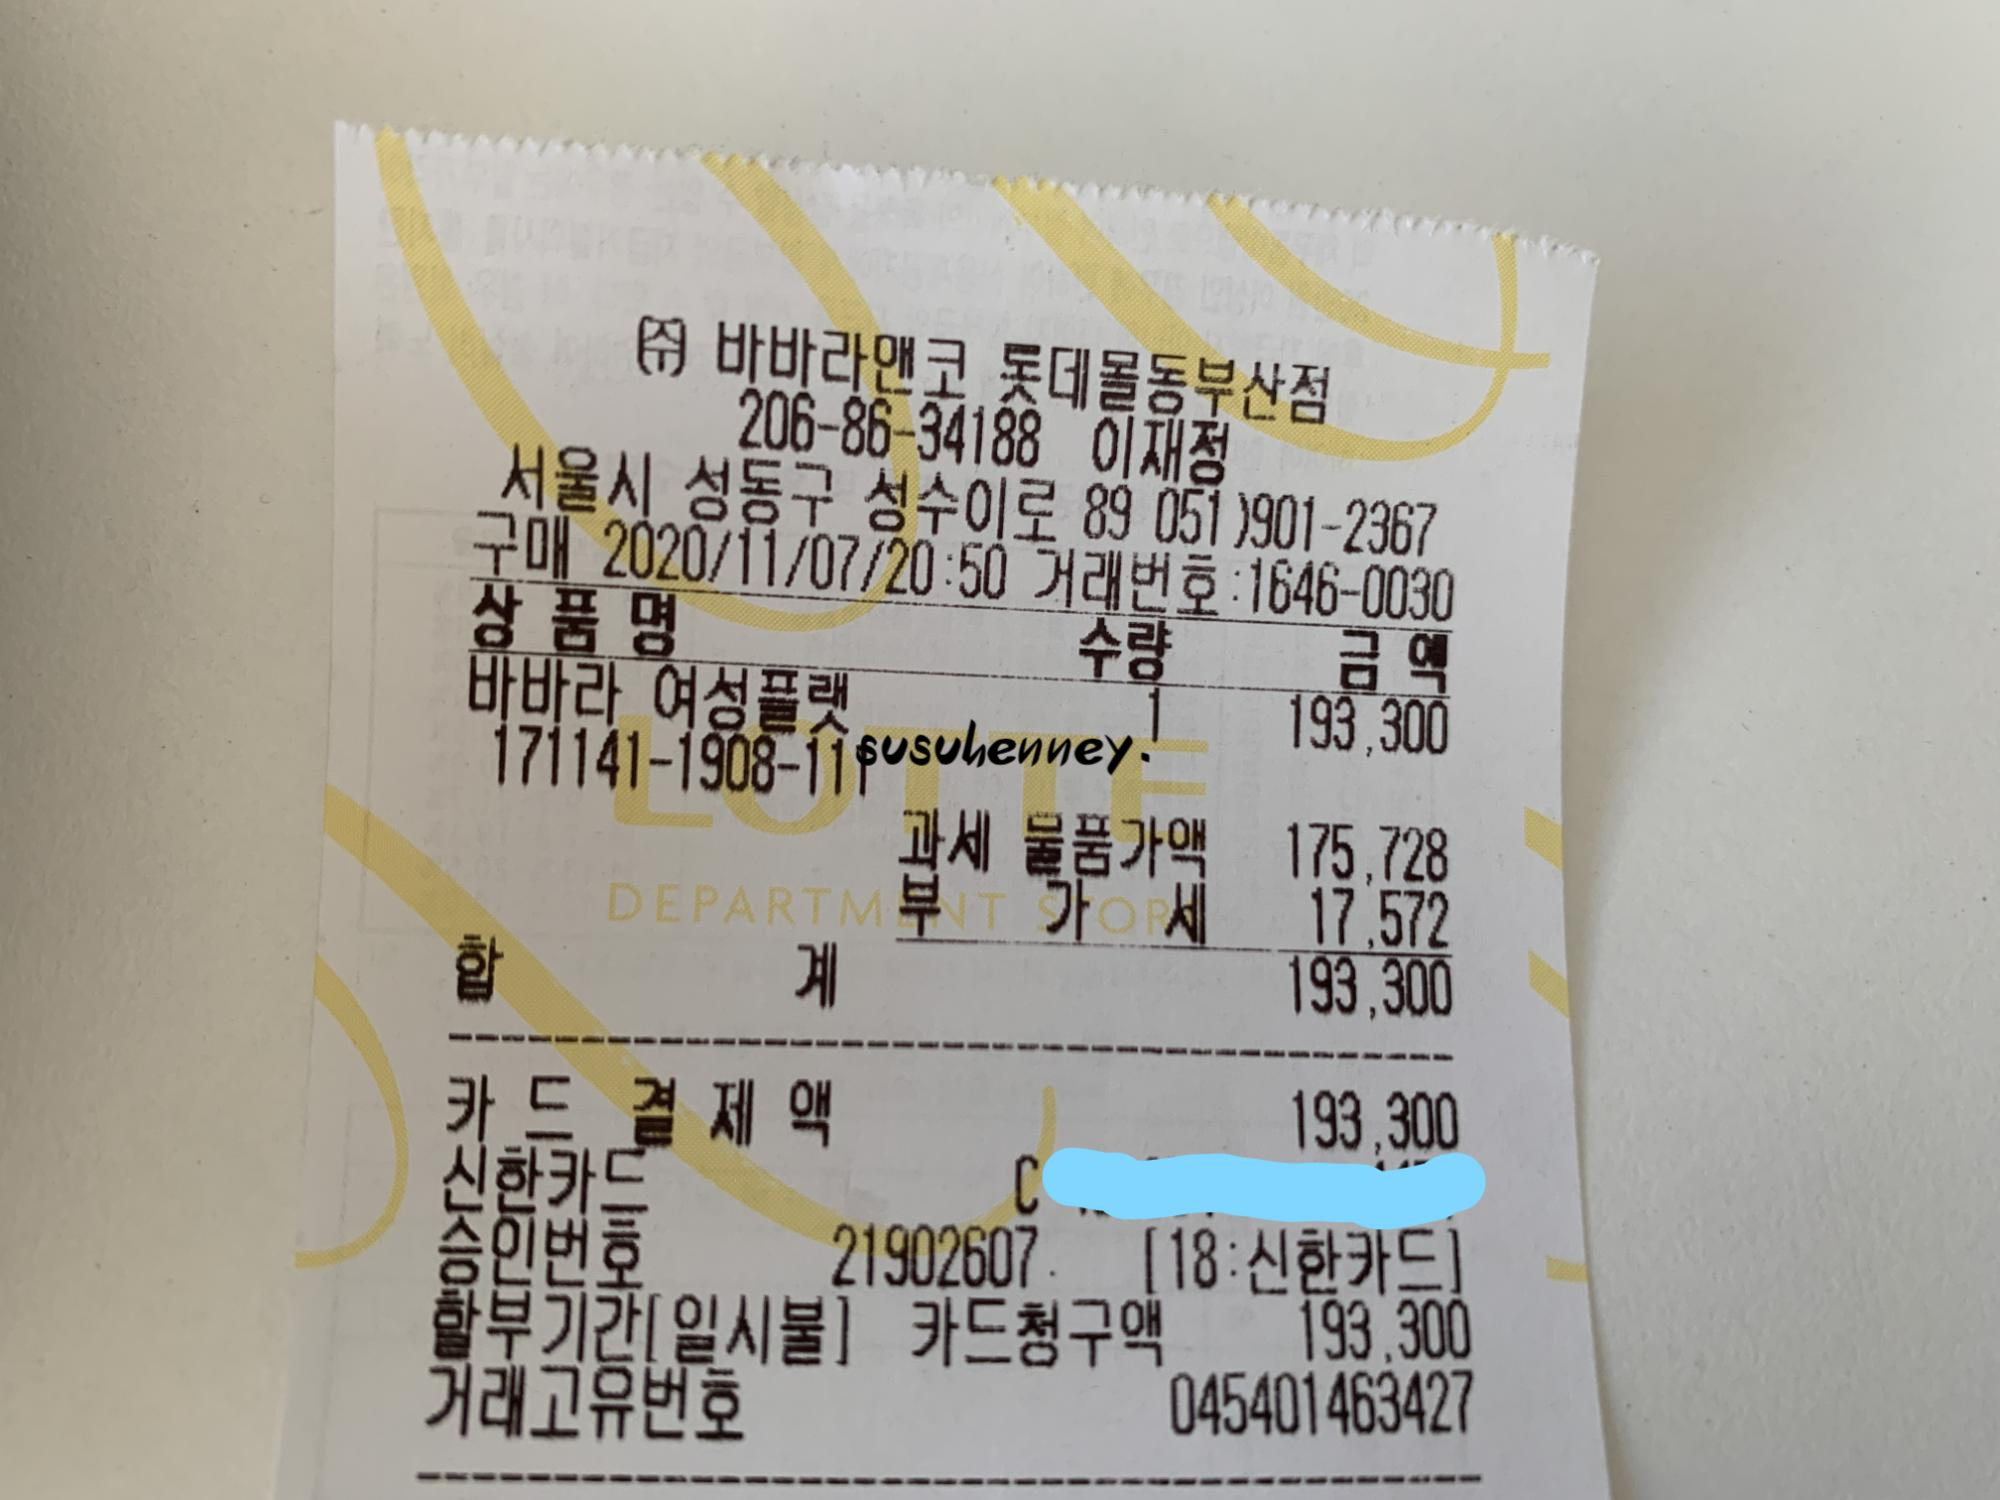 ㈜ 바바라앤코 롯데몰동부산점
206-86-34188 이재정
서울시 성동구 성수이로 89 051)901-2367
구매 2020/11/07/20:50 거래번호:1646-0030
상 품 명 수량 금 액
바바라 여성플랫 1 193,300
171141-1908-111
susuhenney.
LOTTE
과세 물품가액 175,728
DEPARTMENT STORE
부 가 세 17,572
합 계 193,300
카 드 결 제 액 193,300
신한카드 C
승인번호 21902607 [18:신한카드]
할부기간[일시불] 카드청구액 193,300
거래고유번호 045401463427